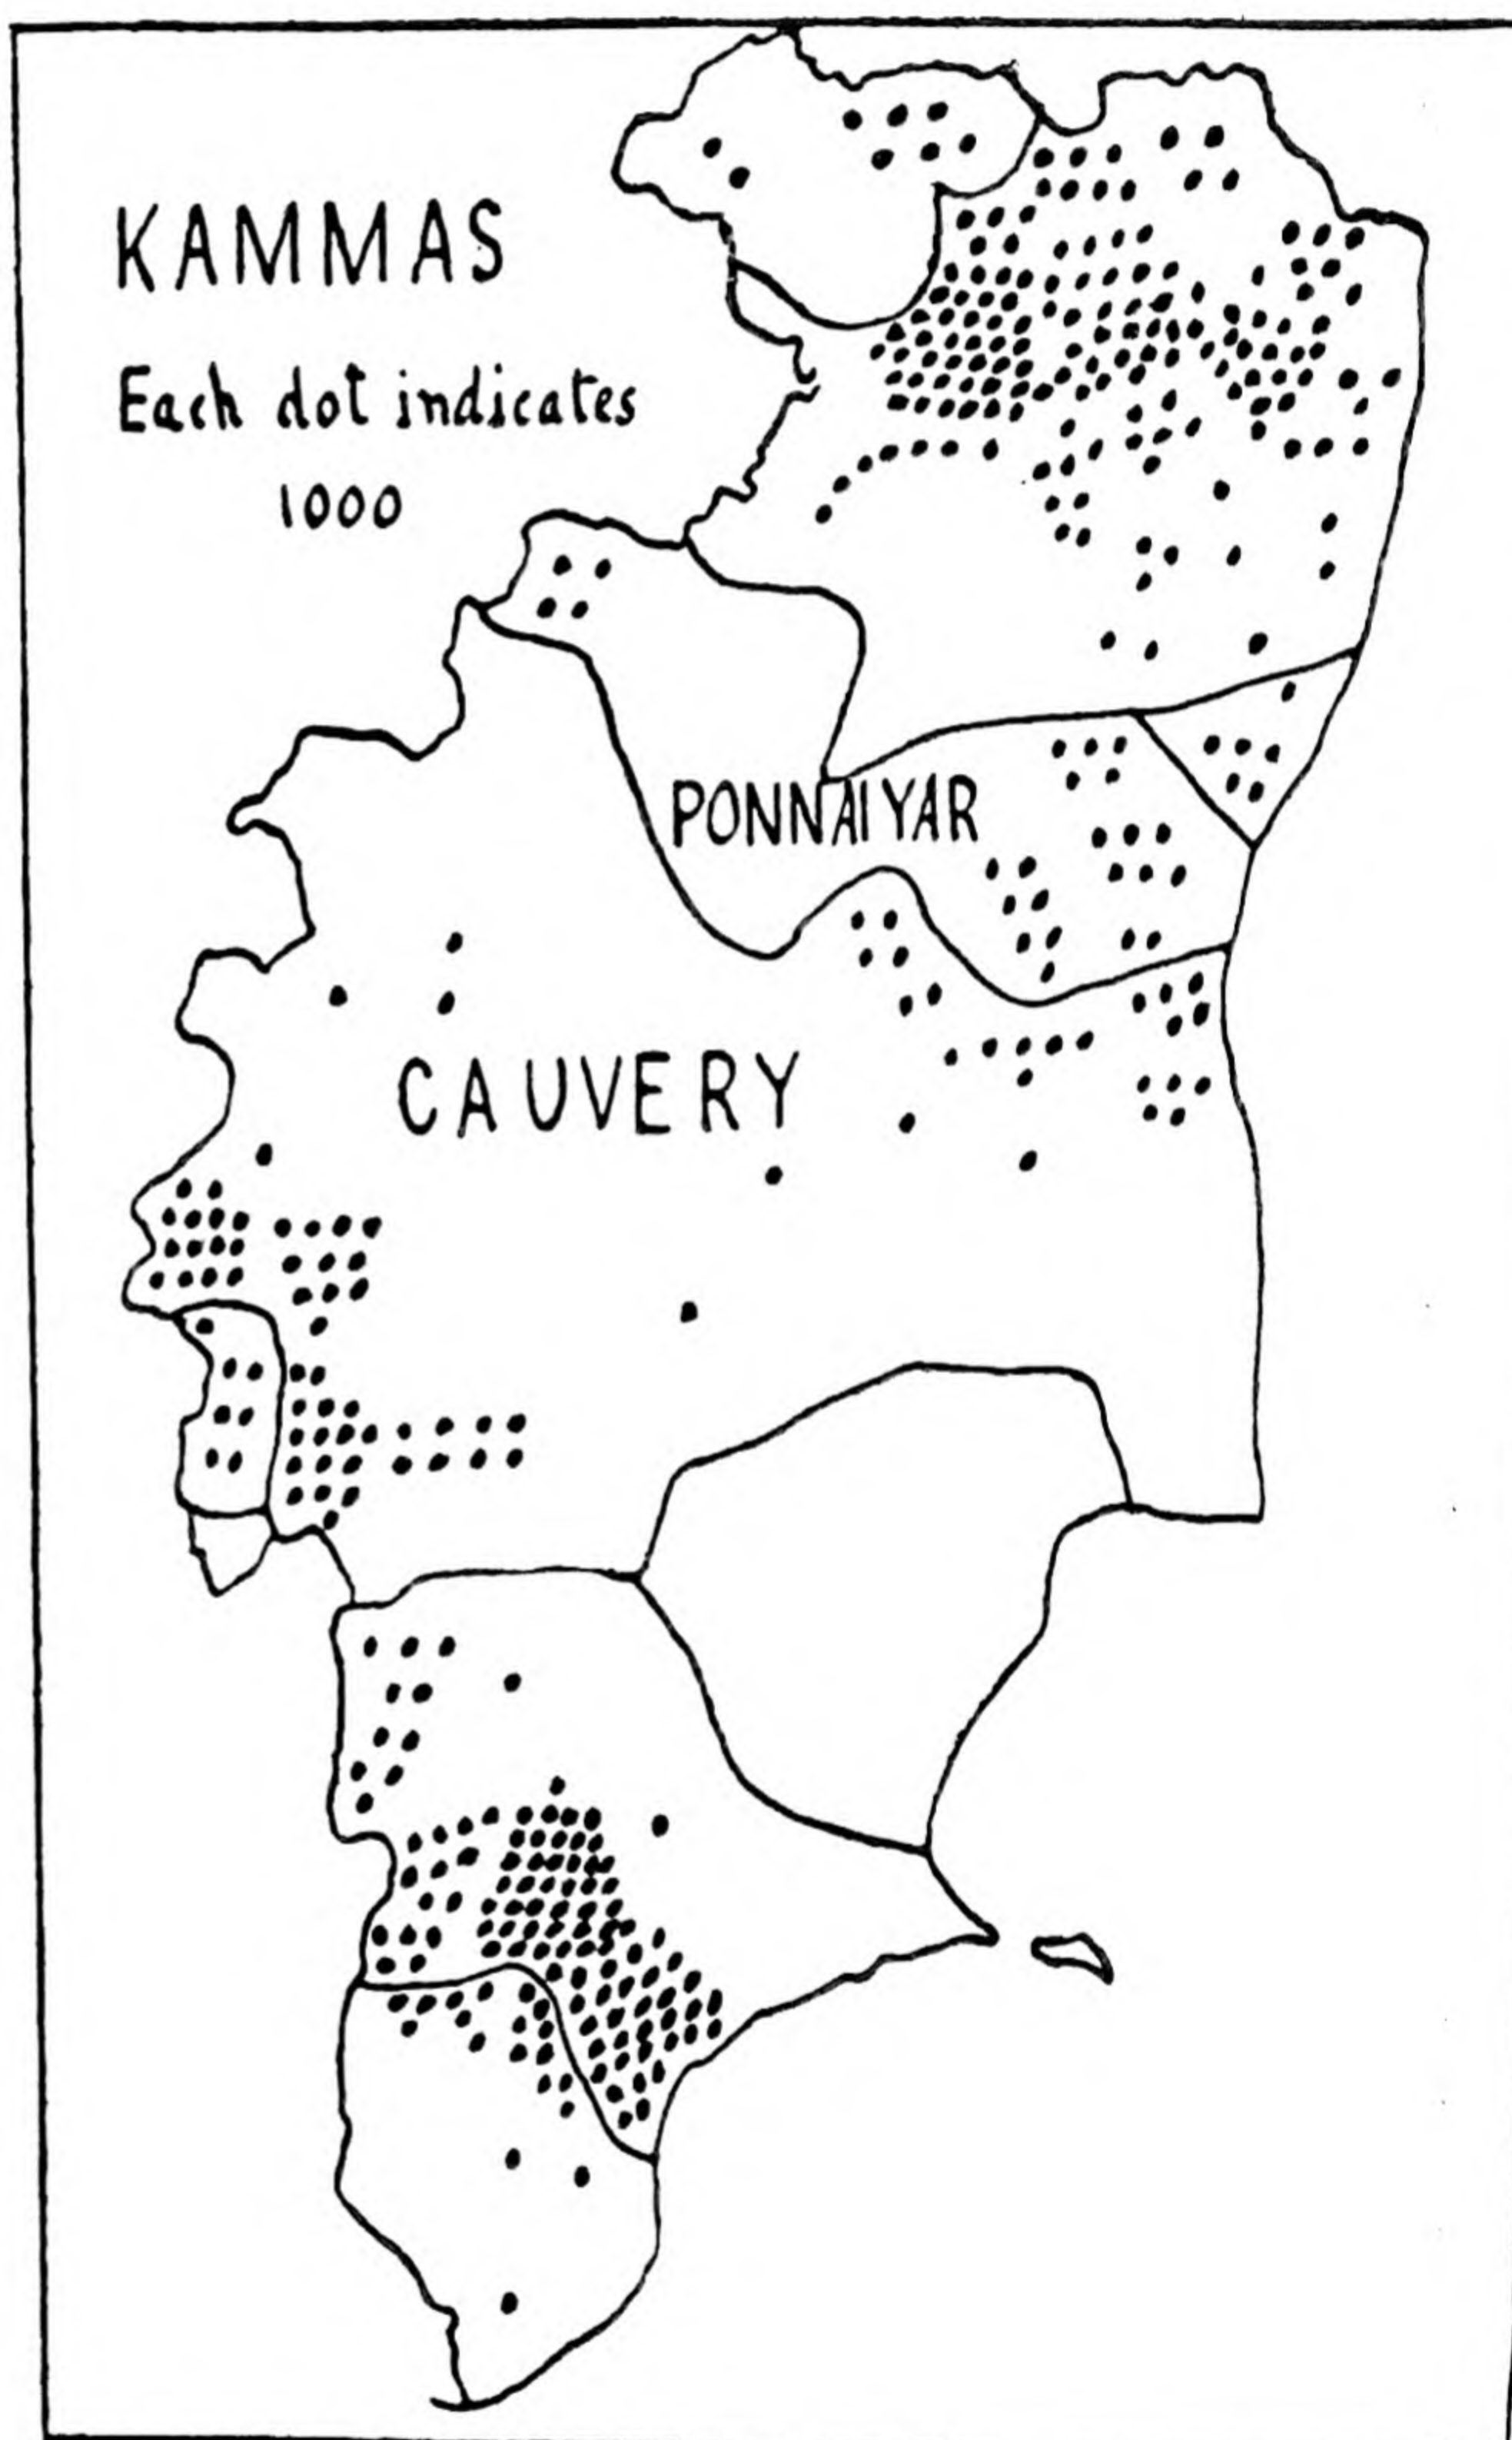 KAMMAS
Each dot indicates
1000
PONNAIYAR
CAUVERY